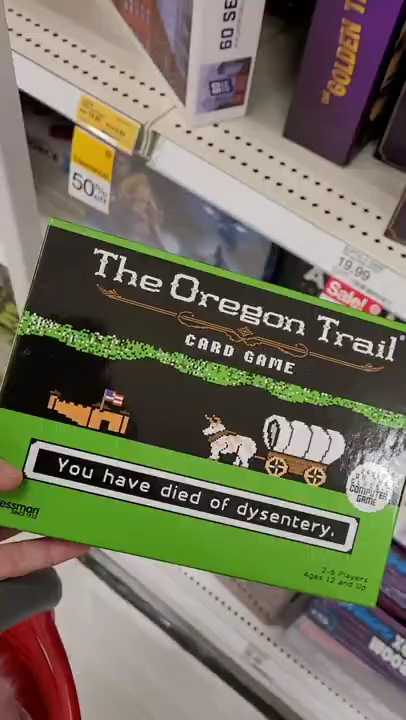 60 SE
GOLDEN T
50%
off
19.99
Sale!
The Oregon Trail®
CARD GAME
You have died of dysentery.
essman
COMPUTER
GAME
2-6 Players
Ages 12 and Up